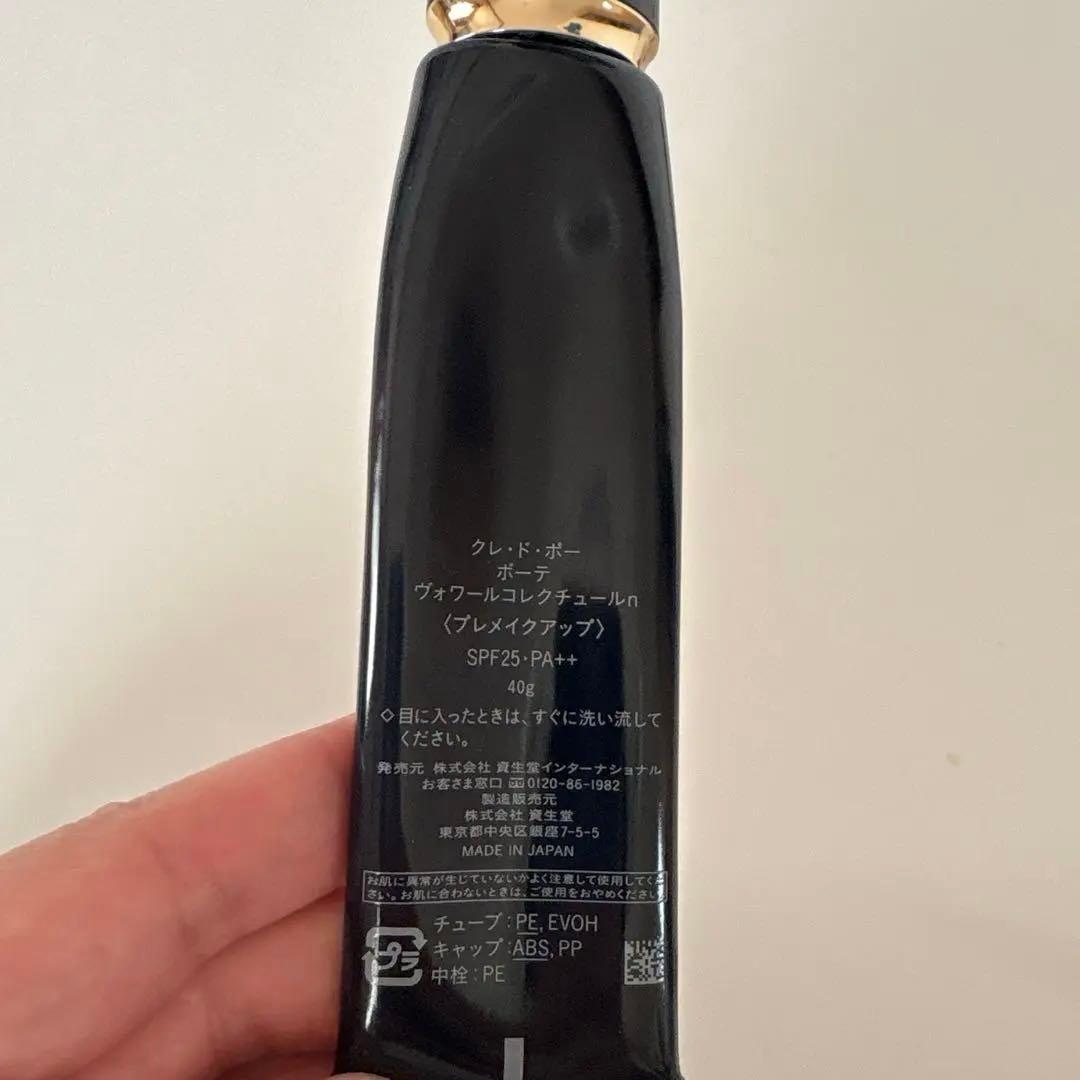 クレ・ド・ポー
ボーテ
ヴォワールコレクチュールn
〈プレメイクアップ〉
SPF25・PA++
40g
◇目に入ったときは、すぐに洗い流して
ください。
発売元 株式会社 資生堂インターナショナル
お客さま窓口 0120-86-1982
製造販売元
株式会社 資生堂
東京都中央区銀座7-5-5
MADE IN JAPAN
お肌に異常が生じていないかよく注意して使用してくだ
さい。お肌に合わないときは、ご使用をおやめください。
チューブ:PE,EVOH
プラ キャップ:ABS,PP
中栓:PE